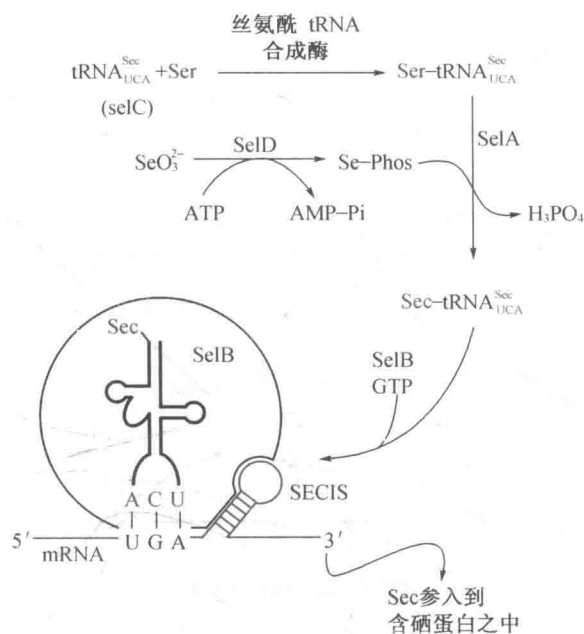 丝氨酰 tRNA
合成酶
tRNA^Sec_UCA +Ser
Ser–tRNA^Sec_UCA
(selC)
SelA
SeO₃²⁻
SelD
Se–Phos
ATP
AMP–Pi
H₃PO₄
Sec–tRNA^Sec_UCA
Sec
SelB
SelB
GTP
SECIS
A C U
5′ mRNA U G A 3′
Sec参入到
含硒蛋白之中